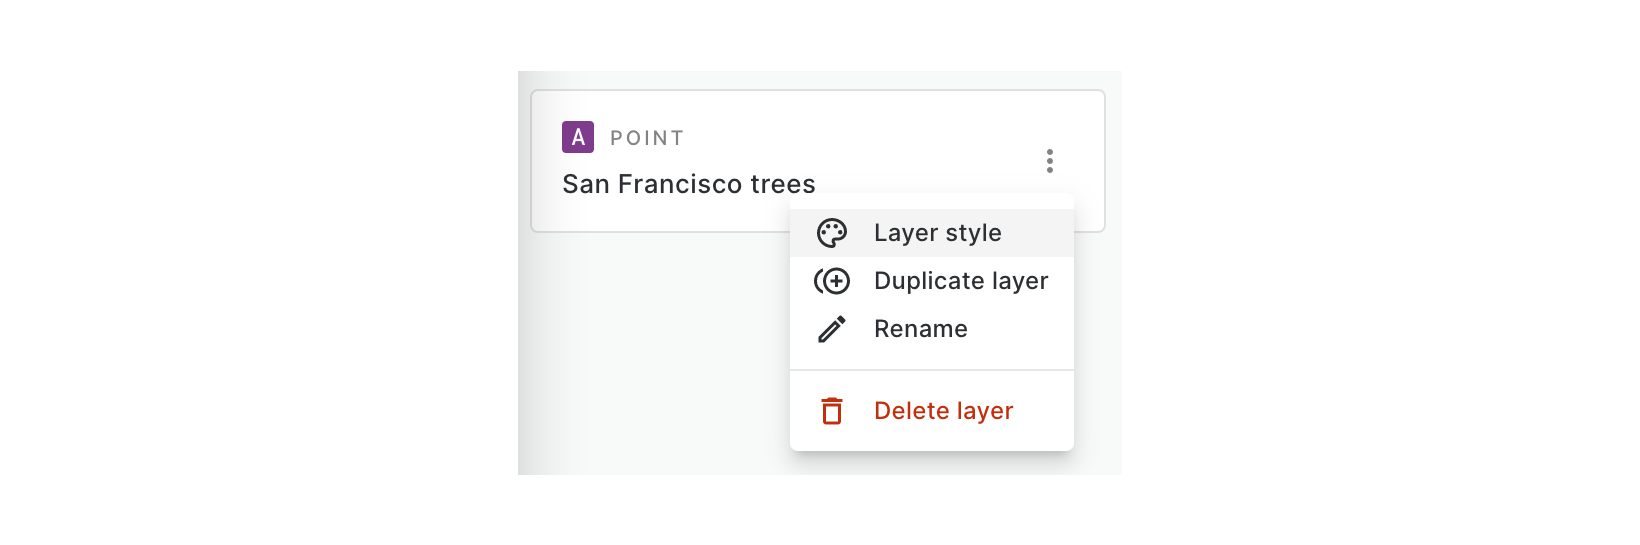 A POINT
San Francisco trees
Layer style
Duplicate layer
Rename
Delete layer